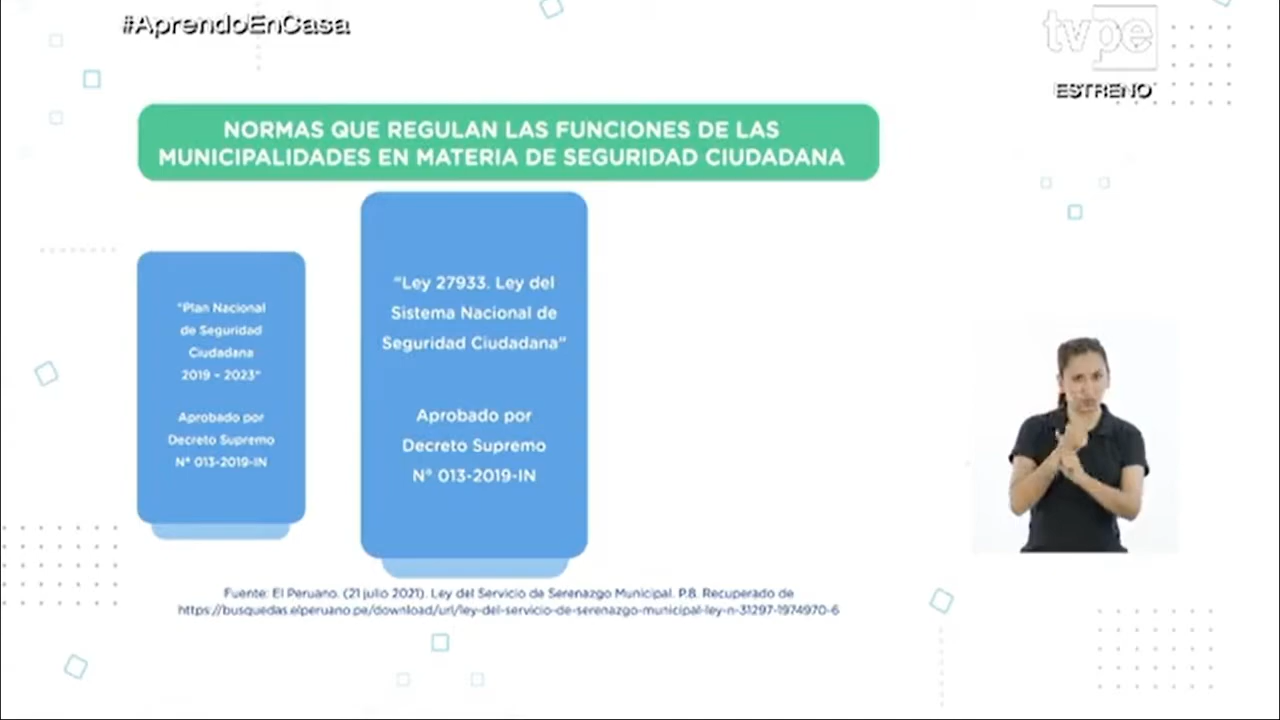 #AprendoEnCasa
tvpe
ESTRENO
NORMAS QUE REGULAN LAS FUNCIONES DE LAS
MUNICIPALIDADES EN MATERIA DE SEGURIDAD CIUDADANA
"Plan Nacional
de Seguridad
Ciudadana
2019 - 2023"
Aprobado por
Decreto Supremo
N° 013-2019-IN
"Ley 27933. Ley del
Sistema Nacional de
Seguridad Ciudadana"
Aprobado por
Decreto Supremo
N° 013-2019-IN
Fuente: El Peruano. (21 julio 2021). Ley del Servicio de Serenazgo Municipal. P.8. Recuperado de
https://busquedas.elperuano.pe/download/url/ley-del-servicio-de-serenazgo-municipal-ley-n-31297-1974970-6